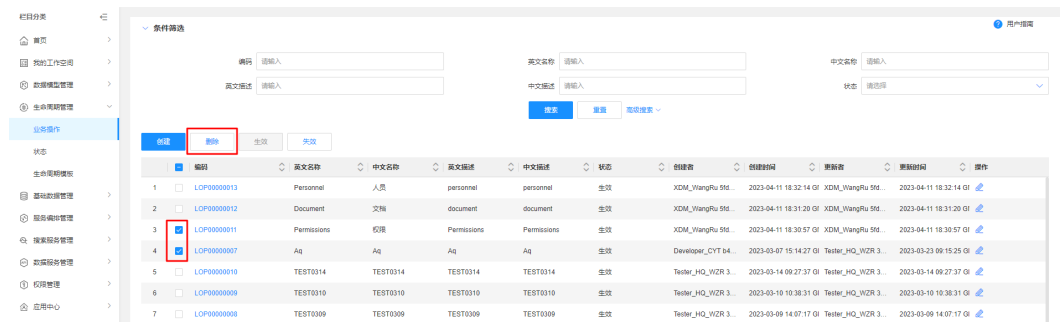 栏目分类
首页
我的工作空间
数据模型管理
生命周期管理
业务操作
状态
生命周期模板
基础数据管理
服务编排管理
搜索服务管理
数据服务管理
权限管理
应用中心
用户指南
条件筛选
编码 请输入 英文名称 请输入 中文名称 请输入
英文描述 请输入 中文描述 请输入 状态 请选择
搜索 重置 高级搜索
创建 删除 生效 失效
编码 英文名称 中文名称 英文描述 中文描述 状态 创建者 创建时间 更新者 更新时间 操作
1 LOP00000013 Personnel 人员 personnel personnel 生效 XDM_WangRu 5fd... 2023-04-11 18:32:14 GI XDM_WangRu 5fd... 2023-04-11 18:32:14 GI
2 LOP00000012 Document 文档 document document 生效 XDM_WangRu 5fd... 2023-04-11 18:31:20 GI XDM_WangRu 5fd... 2023-04-11 18:31:20 GI
3 LOP00000011 Permissions 权限 Permissions Permissions 生效 XDM_WangRu 5fd... 2023-04-11 18:30:57 GI XDM_WangRu 5fd... 2023-04-11 18:30:57 GI
4 LOP00000007 Aq Aq Aq Aq 生效 Developer_CYT b4... 2023-03-07 15:14:27 GI Tester_HQ_WZR 3... 2023-03-23 09:15:25 GI
5 LOP00000010 TEST0314 TEST0314 TEST0314 TEST0314 生效 Tester_HQ_WZR 3... 2023-03-14 09:27:37 GI Tester_HQ_WZR 3... 2023-03-14 09:27:37 GI
6 LOP00000009 TEST0310 TEST0310 TEST0310 TEST0310 生效 Tester_HQ_WZR 3... 2023-03-10 10:38:31 GI Tester_HQ_WZR 3... 2023-03-10 10:38:31 GI
7 LOP00000008 TEST0309 TEST0309 TEST0309 TEST0309 生效 Tester_HQ_WZR 3... 2023-03-09 14:07:17 GI Tester_HQ_WZR 3... 2023-03-09 14:07:17 GI